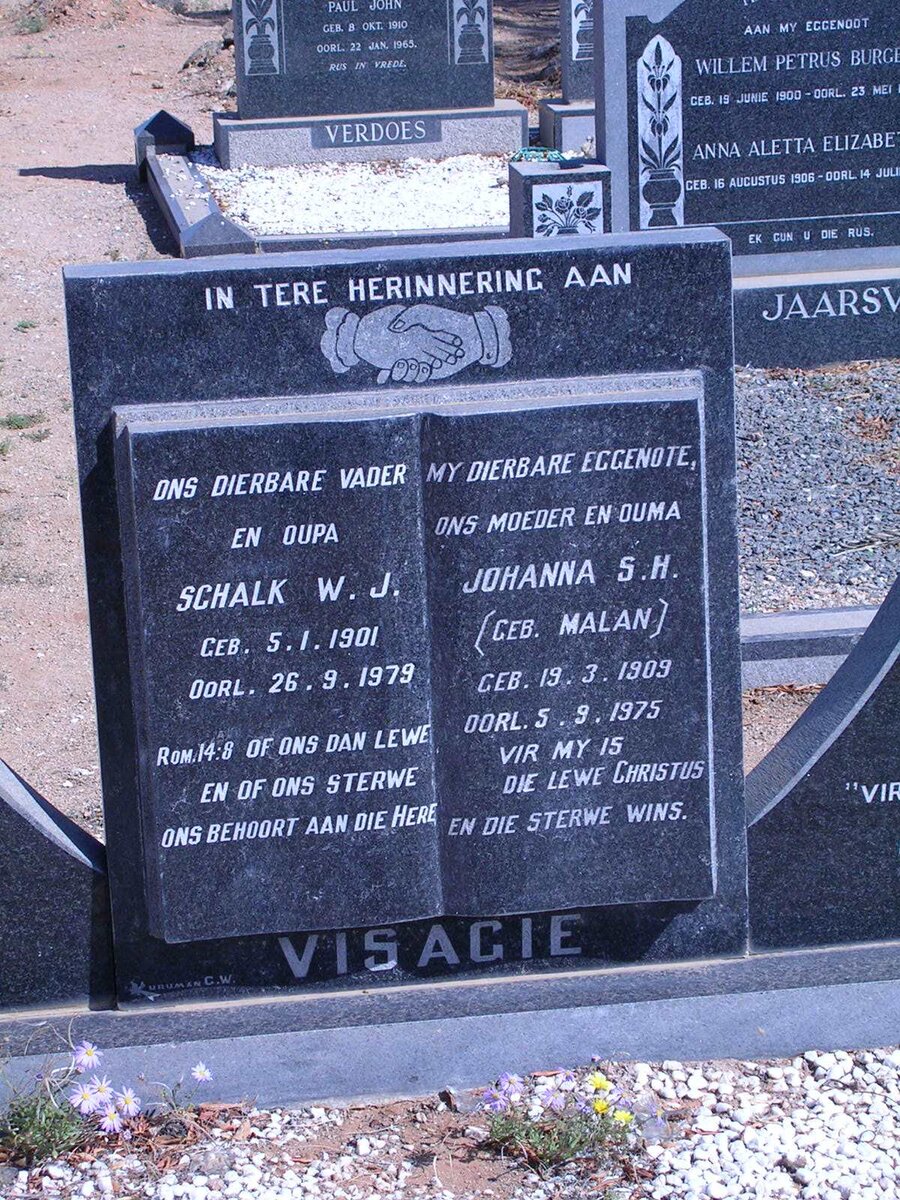 PAUL JOHN
GEB. 8 OKT. 1910
OORL. 22 JAN. 1965.
RUS IN VREDE.
VERDOES
AAN MY EGGENOOT
WILLEM PETRUS BURGE
GEB. 19 JUNIE 1900 - OORL. 23 MEI
ANNA ALETTA ELIZABE
GEB. 16 AUGUSTUS 1906 - OORL. 14 JULI
EK GUN U DIE RUS.
JAARSV
IN TERE HERINNERING AAN
ONS DIERBARE VADER
EN OUPA
SCHALK W. J.
GEB. 5. 1. 1901
OORL. 26. 9. 1979
ROM. 14:8 OF ONS DAN LEWE
EN OF ONS STERWE
ONS BEHOORT AAN DIE HERE
MY DIERBARE EGGENOTE,
ONS MOEDER EN OUMA
JOHANNA S. H.
(GEB. MALAN)
GEB. 19. 3. 1909
OORL. 5. 9. 1975
VIR MY IS
DIE LEWE CHRISTUS
EN DIE STERWE WINS.
VISAGIE
KURUMAN G.W.
"VIR